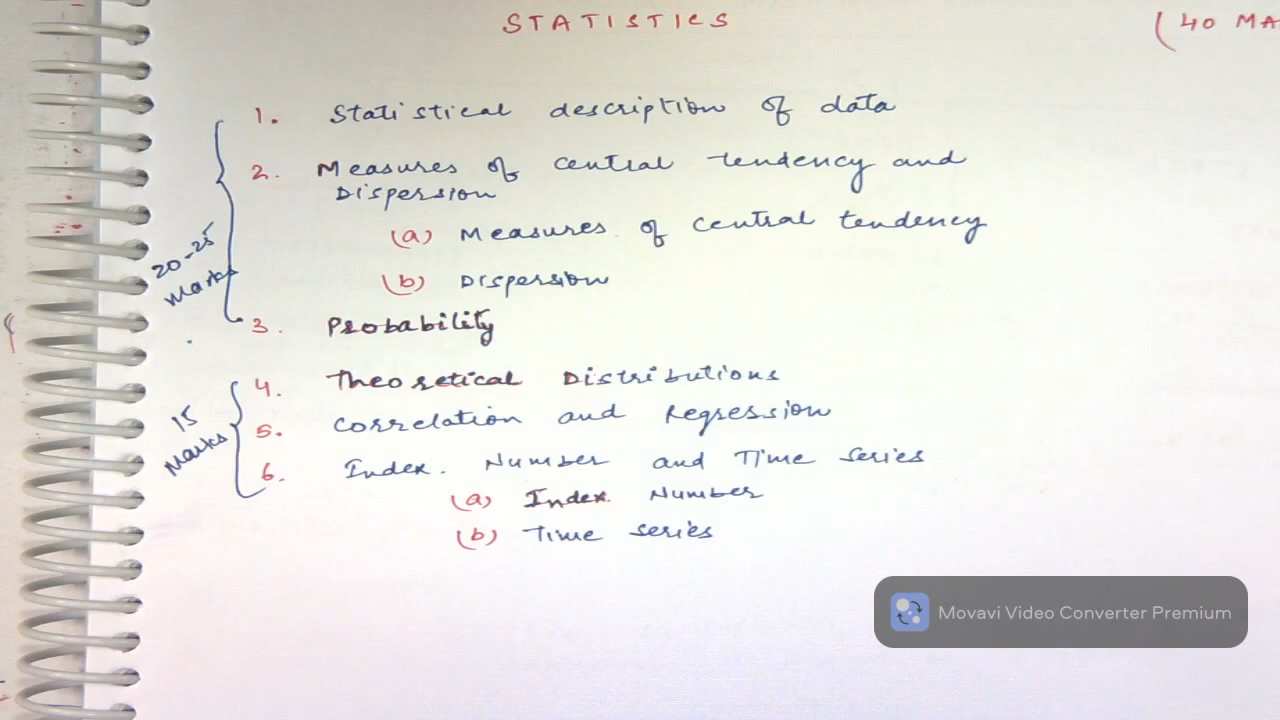 STATISTICS
(40 MA
1. Statistical description of data
2. Measures of central tendency and
Dispersion
(a) Measures of central tendency
(b) Dispersion
20-25
Marks
3. Probability
4. Theoretical Distributions
15
Marks
5. Correlation and Regression
6. Index Number and Time series
(a) Index Number
(b) Time series
Movavi Video Converter Premium